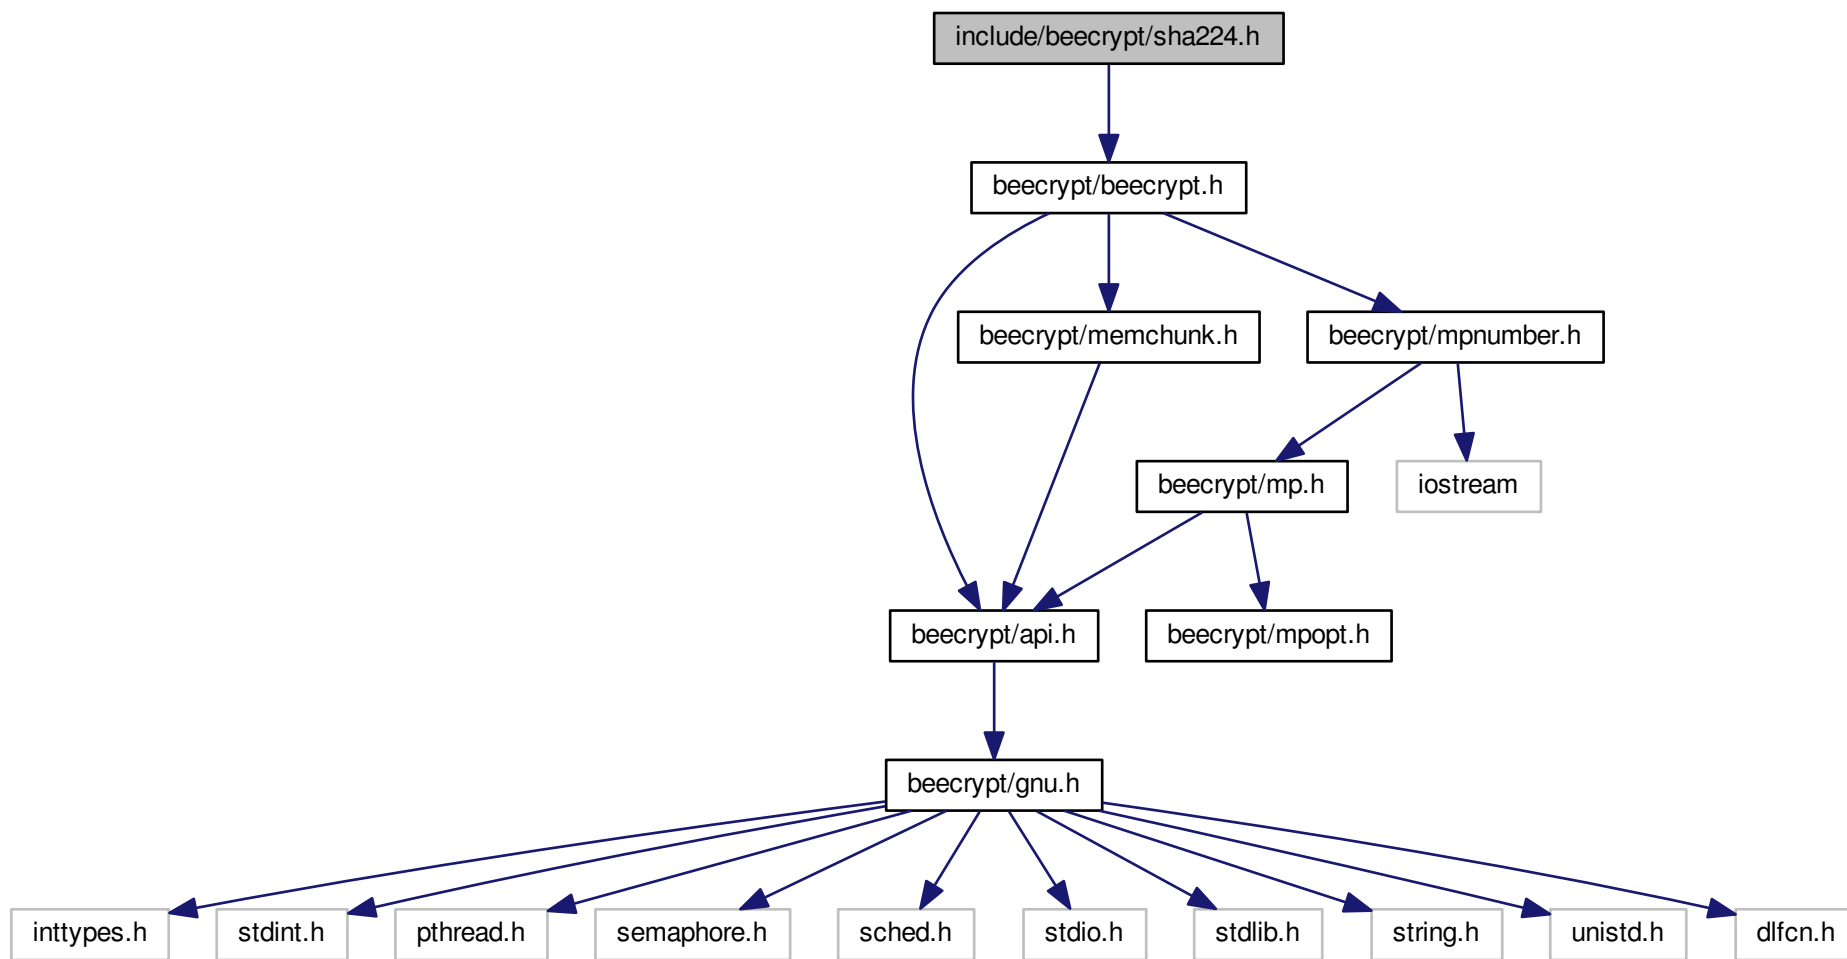 include/beecrypt/sha224.h
beecrypt/beecrypt.h
beecrypt/memchunk.h
beecrypt/mpnumber.h
beecrypt/mp.h
iostream
beecrypt/api.h
beecrypt/mpopt.h
beecrypt/gnu.h
inttypes.h
stdint.h
pthread.h
semaphore.h
sched.h
stdio.h
stdlib.h
string.h
unistd.h
dlfcn.h